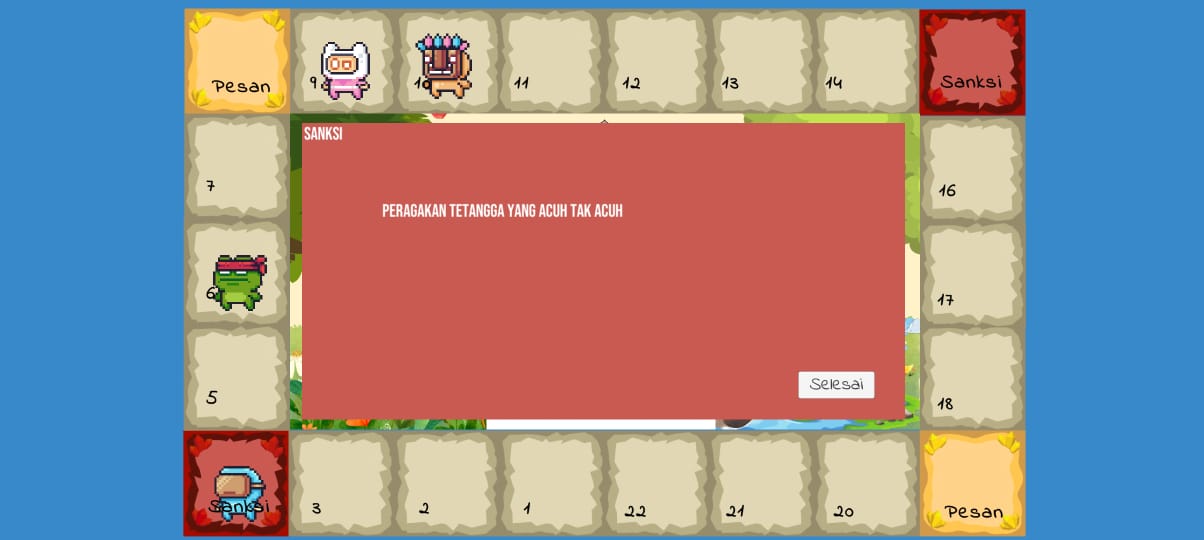 Pesan
9
11
12
13
14
Sanksi
SANKSI
7
16
PERAGAKAN TETANGGA YANG ACUH TAK ACUH
6
17
Selesai
5
18
Sanksi
3
2
1
22
21
20
Pesan